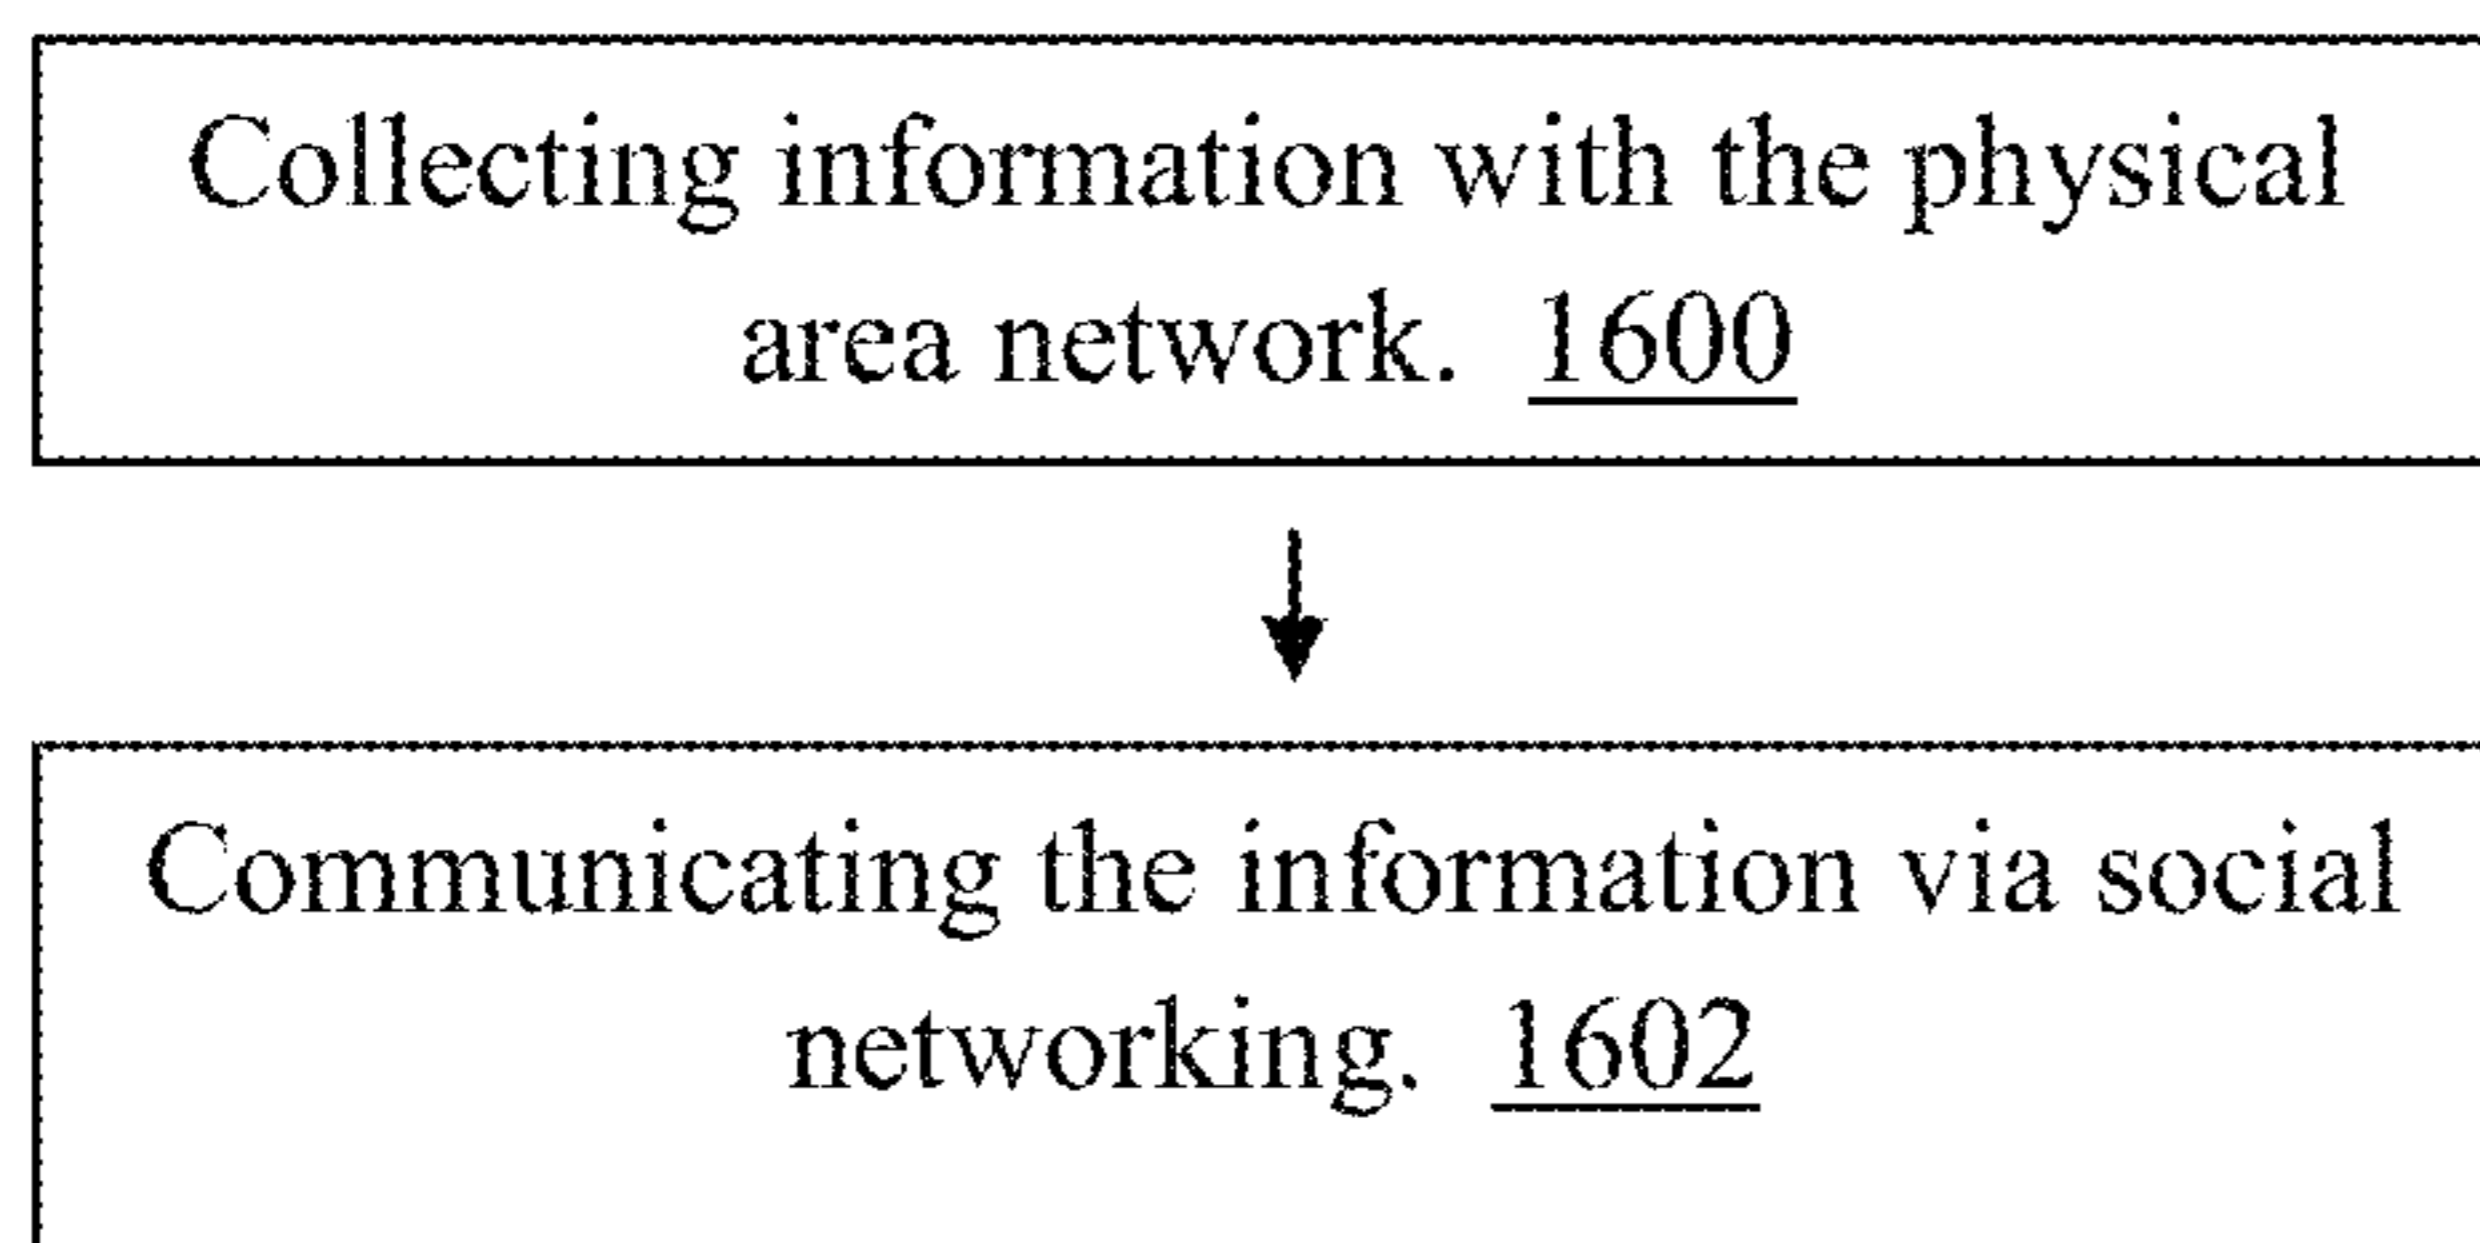 Collecting information with the physical
area network. 1600
Communicating the information via social
networking. 1602